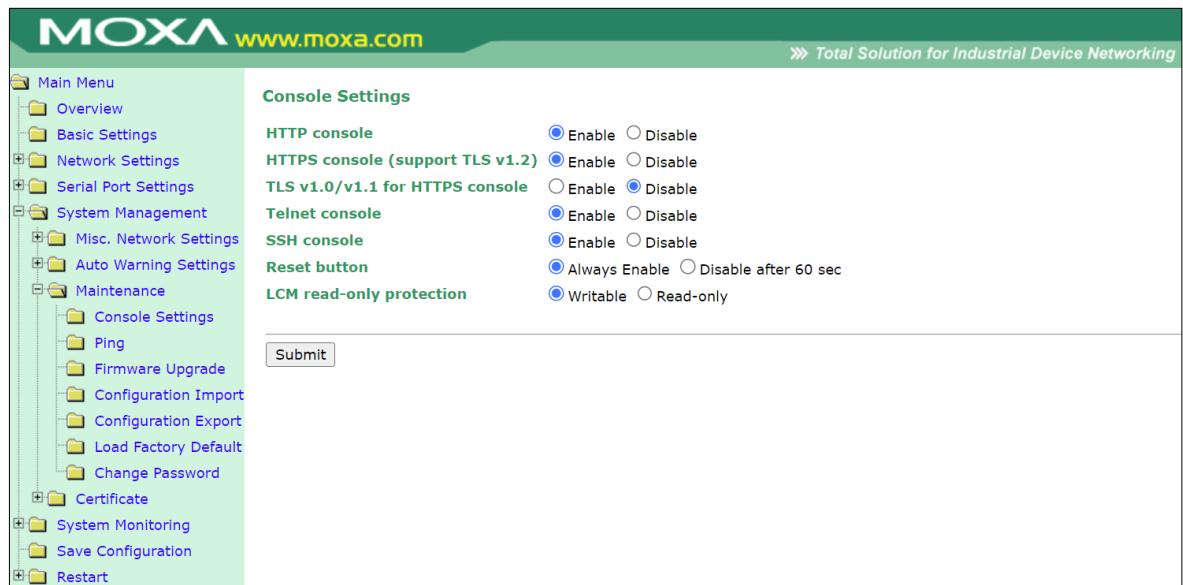 MOXA www.moxa.com
Total Solution for Industrial Device Networking
Main Menu
Overview
Basic Settings
Network Settings
Serial Port Settings
System Management
Misc. Network Settings
Auto Warning Settings
Maintenance
Console Settings
Ping
Firmware Upgrade
Configuration Import
Configuration Export
Load Factory Default
Change Password
Certificate
System Monitoring
Save Configuration
Restart
Console Settings
HTTP console Enable Disable
HTTPS console (support TLS v1.2) Enable Disable
TLS v1.0/v1.1 for HTTPS console Enable Disable
Telnet console Enable Disable
SSH console Enable Disable
Reset button Always Enable Disable after 60 sec
LCM read-only protection Writable Read-only
Submit